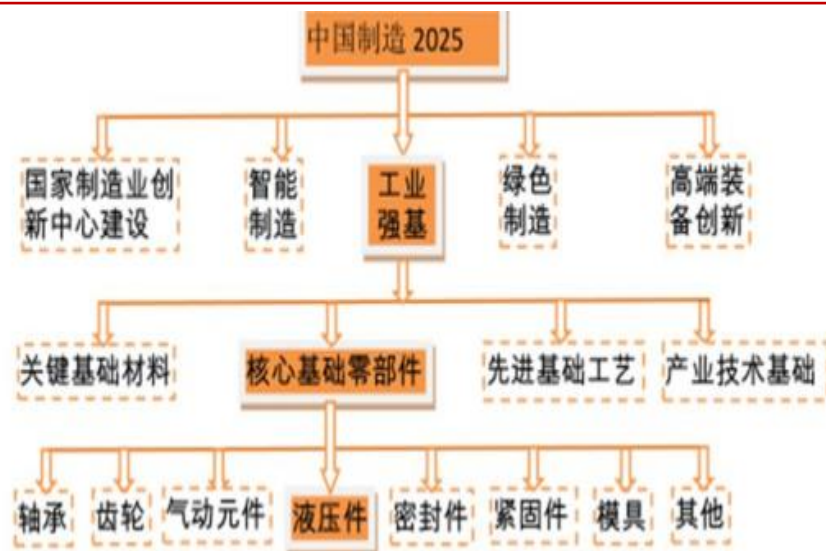 中国制造 2025
国家制造业创
新中心建设
智能
制造
工业
强基
绿色
制造
高端装
备创新
关键基础材料
核心基础零部件
先进基础工艺
产业技术基础
轴承
齿轮
气动元件
液压件
密封件
紧固件
模具
其他